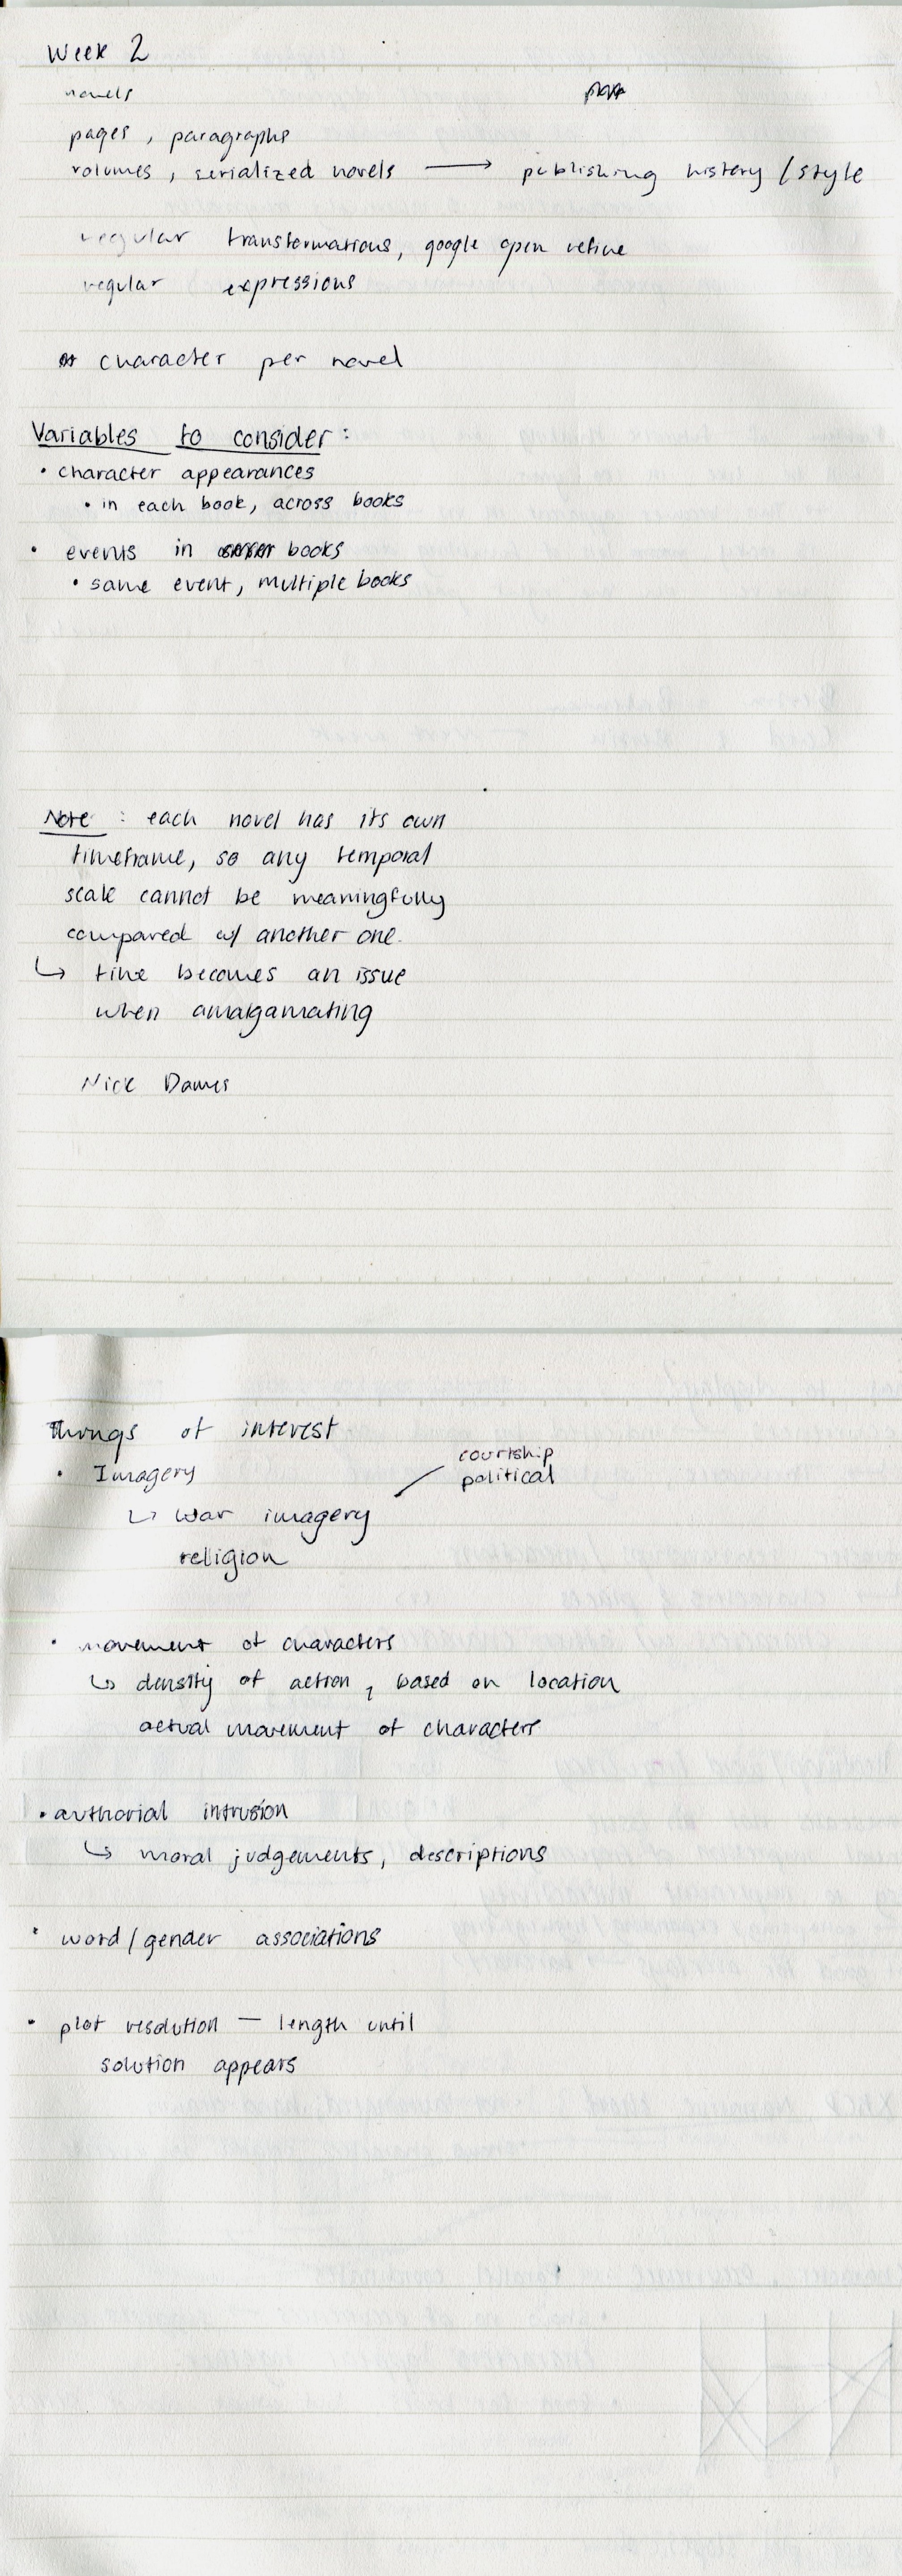 Week 2
novels
pages, paragraphs
volumes, serialized novels → publishing history / style
regular transformations, google open refine
regular expressions
character per novel
Variables to consider:
• character appearances
• in each book, across books
• events in books
• same event, multiple books
Note: each novel has its own
timeframe, so any temporal
scale cannot be meaningfully
compared w/ another one.
↳ time becomes an issue
when amalgamating
Nick Dames
Things of interest
courtship
• Imagery
political
↳ war imagery
religion
• movement of characters
↳ density of action, based on location
actual movement of characters
• authorial intrusion
↳ moral judgements, descriptions
• word/gender associations
• plot resolution — length until
solution appears